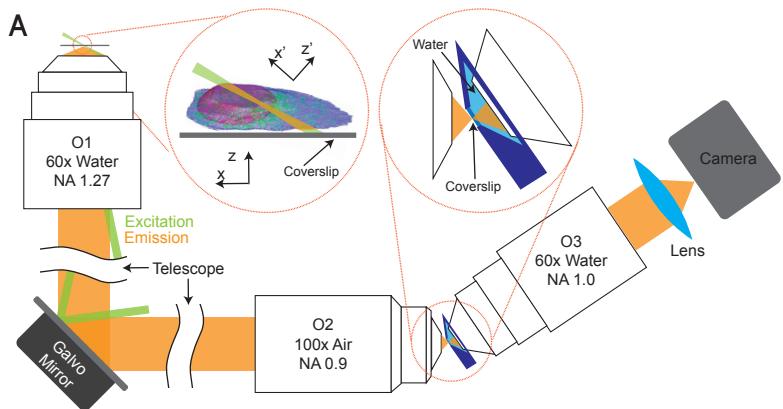 A
O1
60x Water
NA 1.27
x'
z'
z
x
Coverslip
Water
Coverslip
Excitation
Emission
Telescope
Galvo
Mirror
O2
100x Air
NA 0.9
O3
60x Water
NA 1.0
Lens
Camera